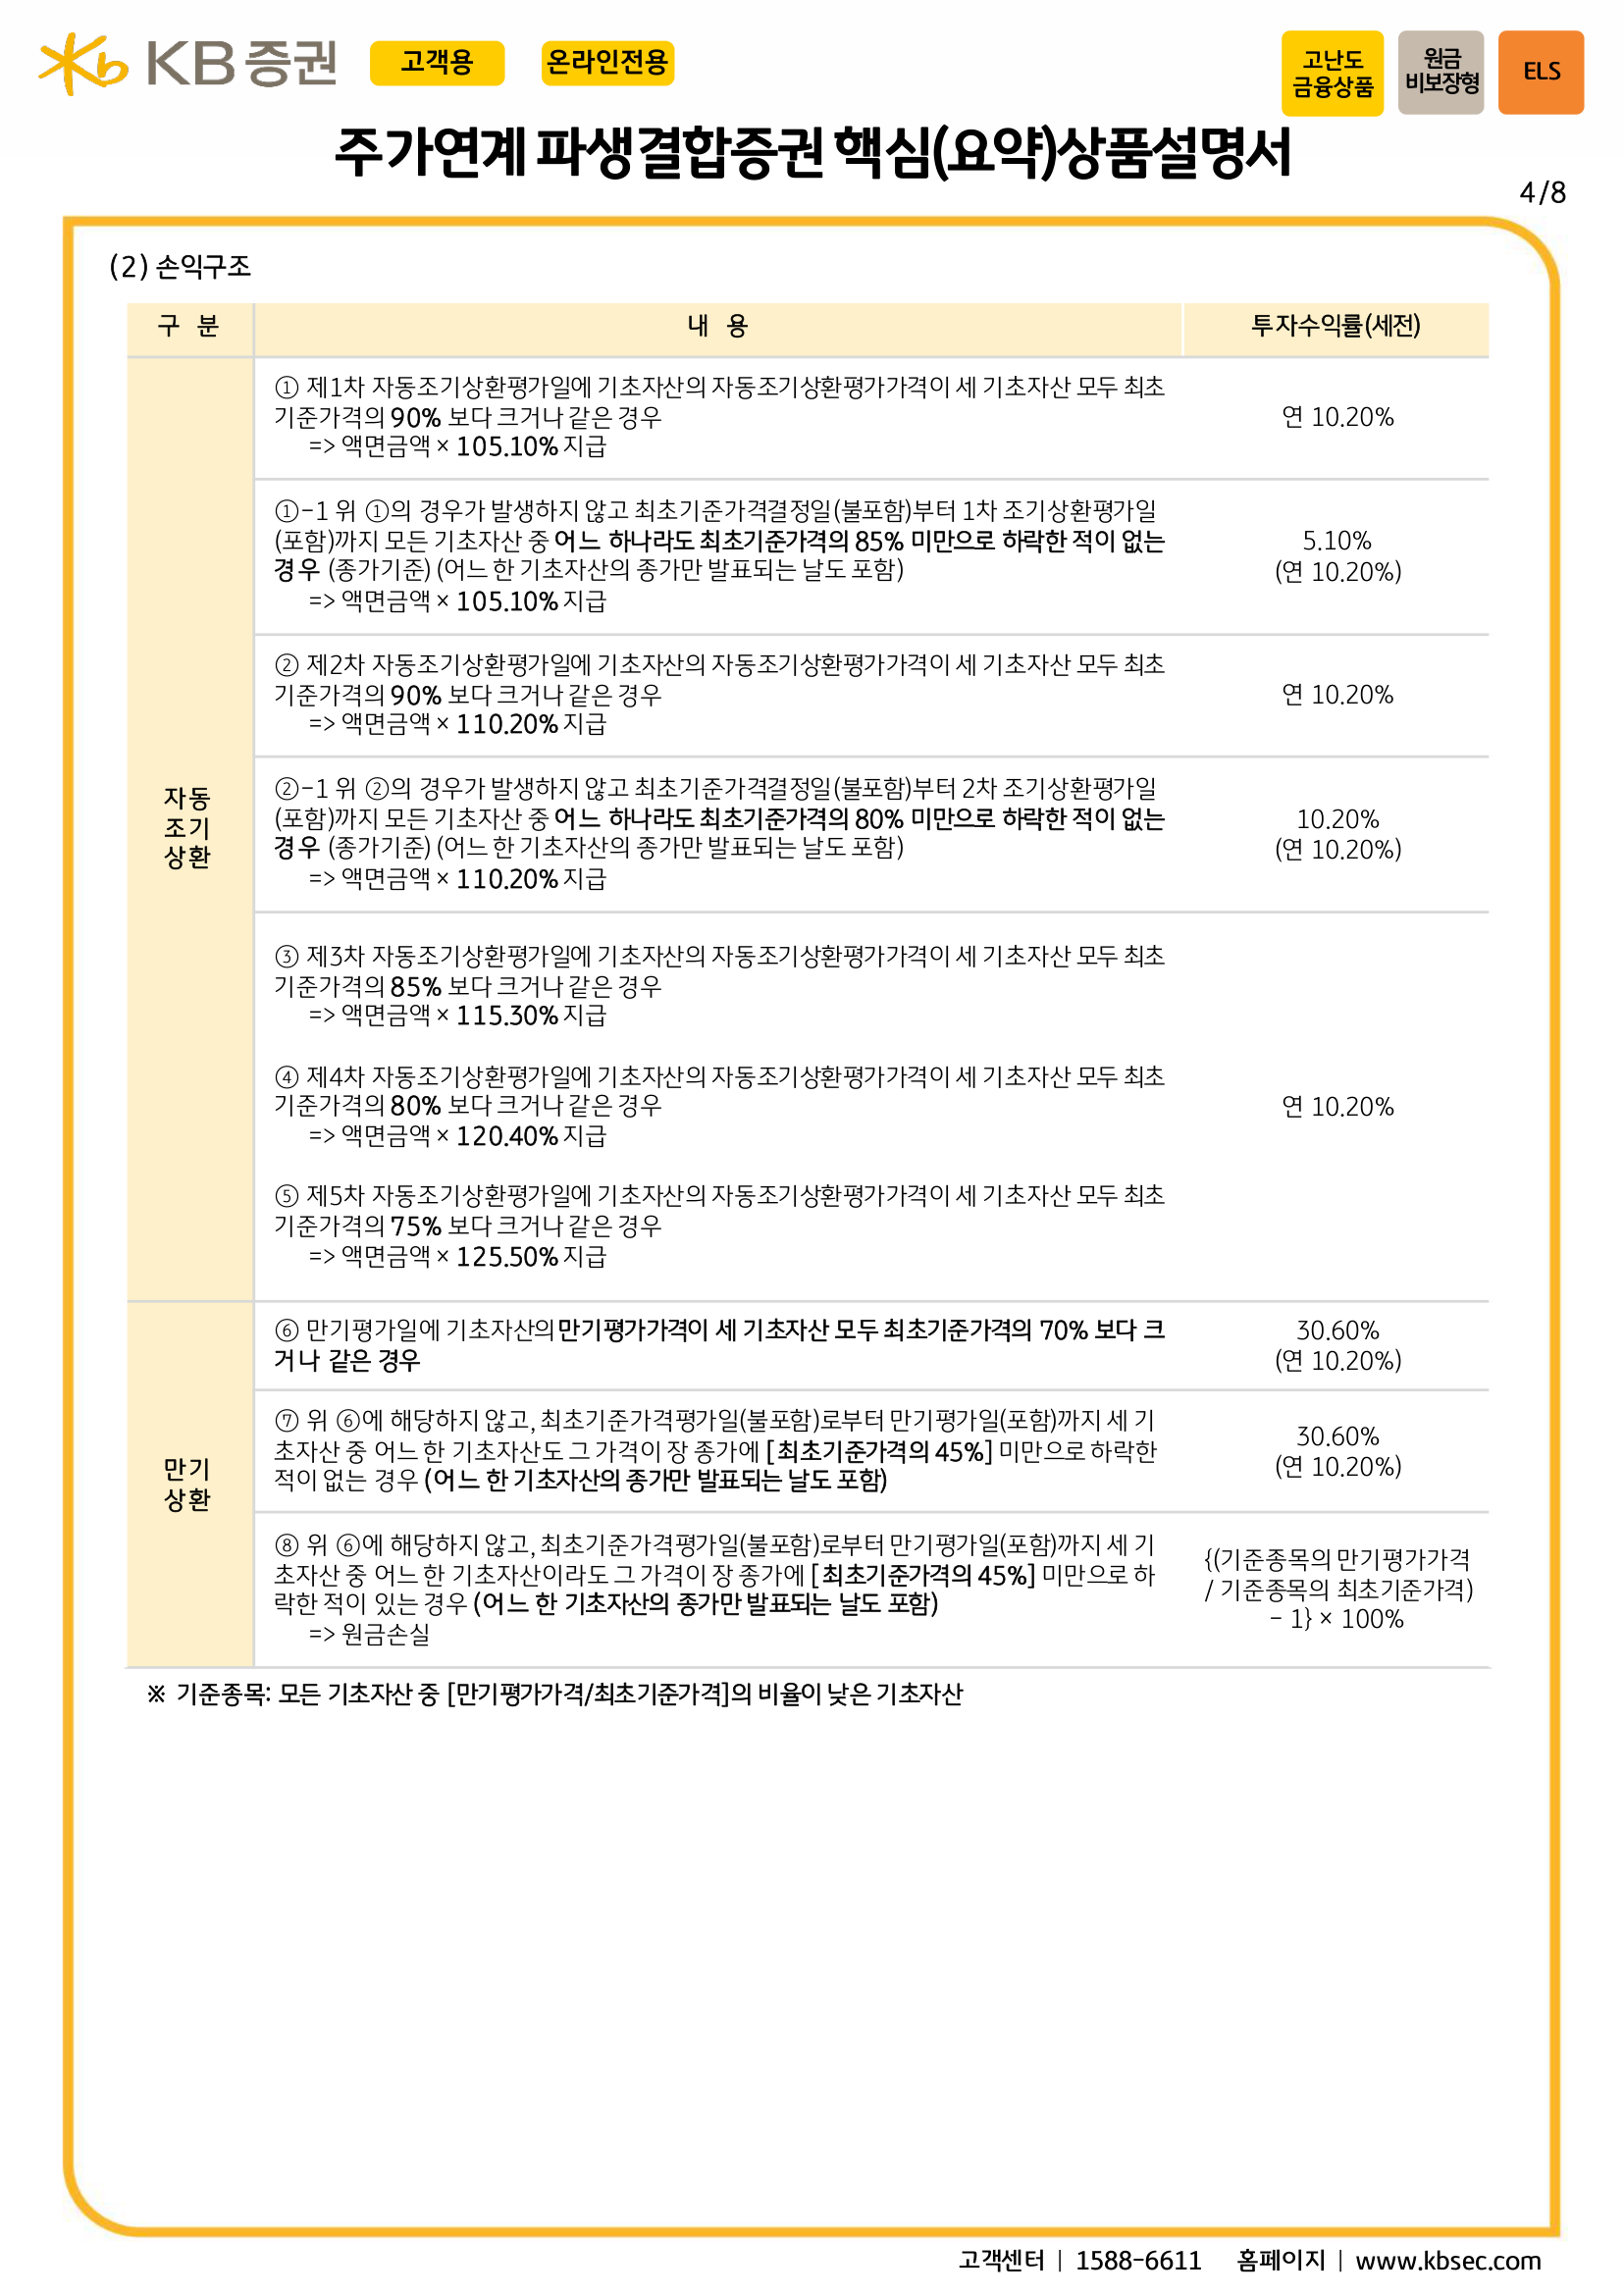 KB증권 고객용 온라인전용
고난도
금융상품
원금
비보장형
ELS
주가연계 파생결합증권 핵심(요약)상품설명서
4/8
(2) 손익구조
구 분 내 용 투자수익률(세전)
자동
조기
상환
① 제1차 자동조기상환평가일에 기초자산의 자동조기상환평가가격이 세 기초자산 모두 최초
기준가격의 90% 보다 크거나 같은 경우
=> 액면금액 × 105.10% 지급
연 10.20%
①-1 위 ①의 경우가 발생하지 않고 최초기준가격결정일(불포함)부터 1차 조기상환평가일
(포함)까지 모든 기초자산 중 어느 하나라도 최초기준가격의 85% 미만으로 하락한 적이 없는
경우 (종가기준) (어느 한 기초자산의 종가만 발표되는 날도 포함)
=> 액면금액 × 105.10% 지급
5.10%
(연 10.20%)
② 제2차 자동조기상환평가일에 기초자산의 자동조기상환평가가격이 세 기초자산 모두 최초
기준가격의 90% 보다 크거나 같은 경우
=> 액면금액 × 110.20% 지급
연 10.20%
②-1 위 ②의 경우가 발생하지 않고 최초기준가격결정일(불포함)부터 2차 조기상환평가일
(포함)까지 모든 기초자산 중 어느 하나라도 최초기준가격의 80% 미만으로 하락한 적이 없는
경우 (종가기준) (어느 한 기초자산의 종가만 발표되는 날도 포함)
=> 액면금액 × 110.20% 지급
10.20%
(연 10.20%)
③ 제3차 자동조기상환평가일에 기초자산의 자동조기상환평가가격이 세 기초자산 모두 최초
기준가격의 85% 보다 크거나 같은 경우
=> 액면금액 × 115.30% 지급
④ 제4차 자동조기상환평가일에 기초자산의 자동조기상환평가가격이 세 기초자산 모두 최초
기준가격의 80% 보다 크거나 같은 경우
=> 액면금액 × 120.40% 지급
⑤ 제5차 자동조기상환평가일에 기초자산의 자동조기상환평가가격이 세 기초자산 모두 최초
기준가격의 75% 보다 크거나 같은 경우
=> 액면금액 × 125.50% 지급
연 10.20%
만기
상환
⑥ 만기평가일에 기초자산의 만기평가가격이 세 기초자산 모두 최초기준가격의 70% 보다 크
거나 같은 경우
30.60%
(연 10.20%)
⑦ 위 ⑥에 해당하지 않고, 최초기준가격평가일(불포함)로부터 만기평가일(포함)까지 세 기
초자산 중 어느 한 기초자산도 그 가격이 장 종가에 [최초기준가격의 45%] 미만으로 하락한
적이 없는 경우 (어느 한 기초자산의 종가만 발표되는 날도 포함)
30.60%
(연 10.20%)
⑧ 위 ⑥에 해당하지 않고, 최초기준가격평가일(불포함)로부터 만기평가일(포함)까지 세 기
초자산 중 어느 한 기초자산이라도 그 가격이 장 종가에 [최초기준가격의 45%] 미만으로 하
락한 적이 있는 경우 (어느 한 기초자산의 종가만 발표되는 날도 포함)
=> 원금손실
{(기준종목의 만기평가가격
/ 기준종목의 최초기준가격)
- 1} × 100%
※ 기준종목: 모든 기초자산 중 [만기평가가격/최초기준가격]의 비율이 낮은 기초자산
고객센터 | 1588-6611 홈페이지 | www.kbsec.com